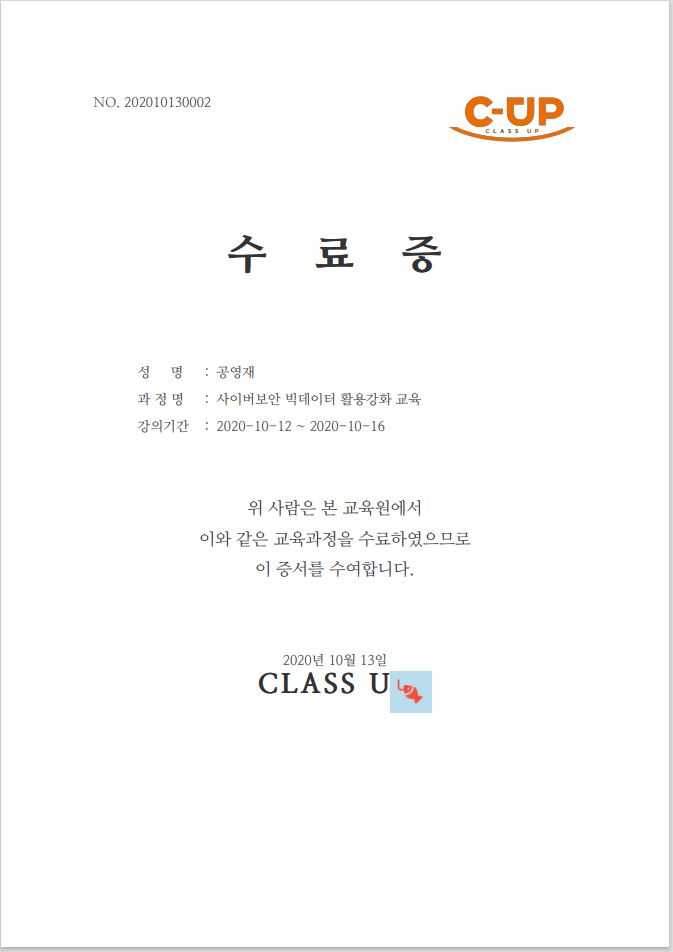 NO. 202010130002
C-UP
CLASS UP
수 료 증
성 명 : 공영재
과 정 명 : 사이버보안 빅데이터 활용강화 교육
강의기간 : 2020-10-12 ~ 2020-10-16
위 사람은 본 교육원에서
이와 같은 교육과정을 수료하였으므로
이 증서를 수여합니다.
2020년 10월 13일
CLASS U